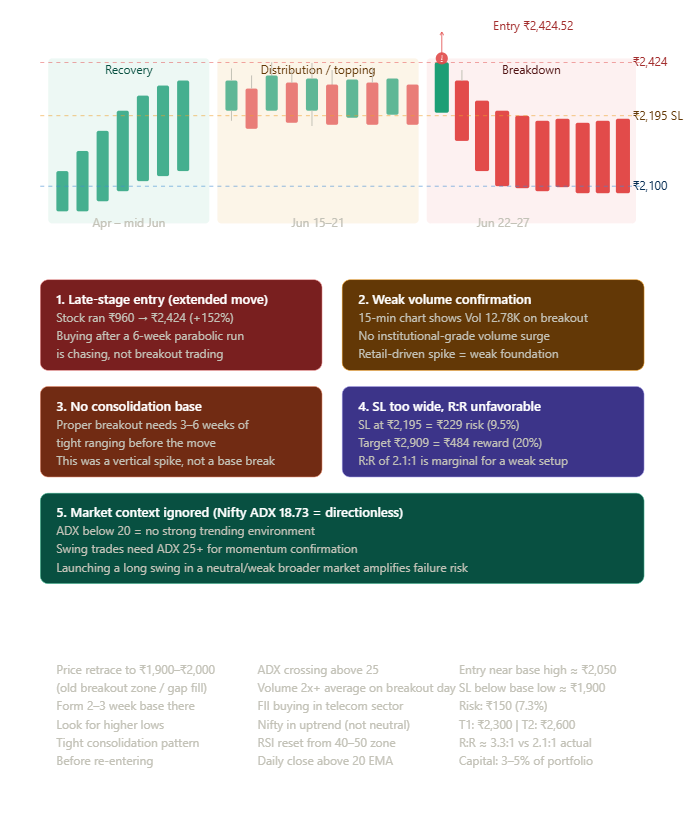 Entry ₹2,424.52
₹2,424
Recovery
Distribution / topping
Breakdown
₹2,195 SL
₹2,100
Apr – mid Jun
Jun 15–21
Jun 22–27
1. Late-stage entry (extended move)
Stock ran ₹960 → ₹2,424 (+152%)
Buying after a 6-week parabolic run
is chasing, not breakout trading
2. Weak volume confirmation
15-min chart shows Vol 12.78K on breakout
No institutional-grade volume surge
Retail-driven spike = weak foundation
3. No consolidation base
Proper breakout needs 3–6 weeks of
tight ranging before the move
This was a vertical spike, not a base break
4. SL too wide, R:R unfavorable
SL at ₹2,195 = ₹229 risk (9.5%)
Target ₹2,909 = ₹484 reward (20%)
R:R of 2.1:1 is marginal for a weak setup
5. Market context ignored (Nifty ADX 18.73 = directionless)
ADX below 20 = no strong trending environment
Swing trades need ADX 25+ for momentum confirmation
Launching a long swing in a neutral/weak broader market amplifies failure risk
Price retrace to ₹1,900–₹2,000
(old breakout zone / gap fill)
Form 2–3 week base there
Look for higher lows
Tight consolidation pattern
Before re-entering
ADX crossing above 25
Volume 2x+ average on breakout day
FII buying in telecom sector
Nifty in uptrend (not neutral)
RSI reset from 40–50 zone
Daily close above 20 EMA
Entry near base high ≈ ₹2,050
SL below base low ≈ ₹1,900
Risk: ₹150 (7.3%)
T1: ₹2,300 | T2: ₹2,600
R:R ≈ 3.3:1 vs 2.1:1 actual
Capital: 3–5% of portfolio